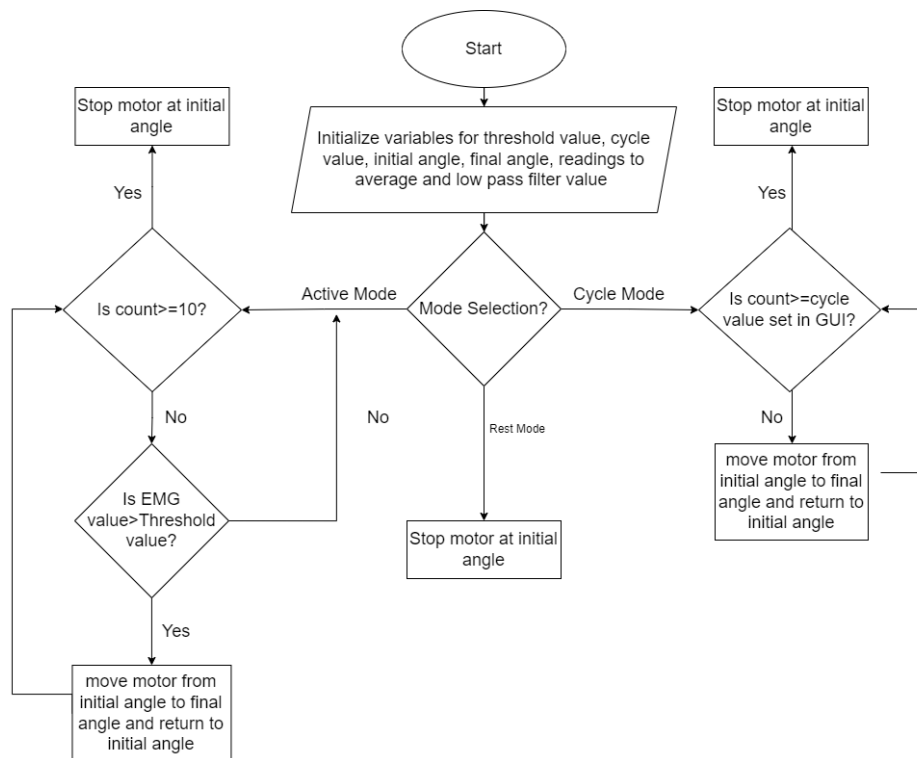 Start
Stop motor at initial
angle
Initialize variables for threshold value, cycle
value, initial angle, final angle, readings to
average and low pass filter value
Stop motor at initial
angle
Yes
Yes
Is count>=10?
Active Mode
Mode Selection?
Cycle Mode
Is count>=cycle
value set in GUI?
No
No
Rest Mode
No
Is EMG
value>Threshold
value?
Stop motor at initial
angle
move motor from
initial angle to final
angle and return to
initial angle
Yes
move motor from
initial angle to final
angle and return to
initial angle